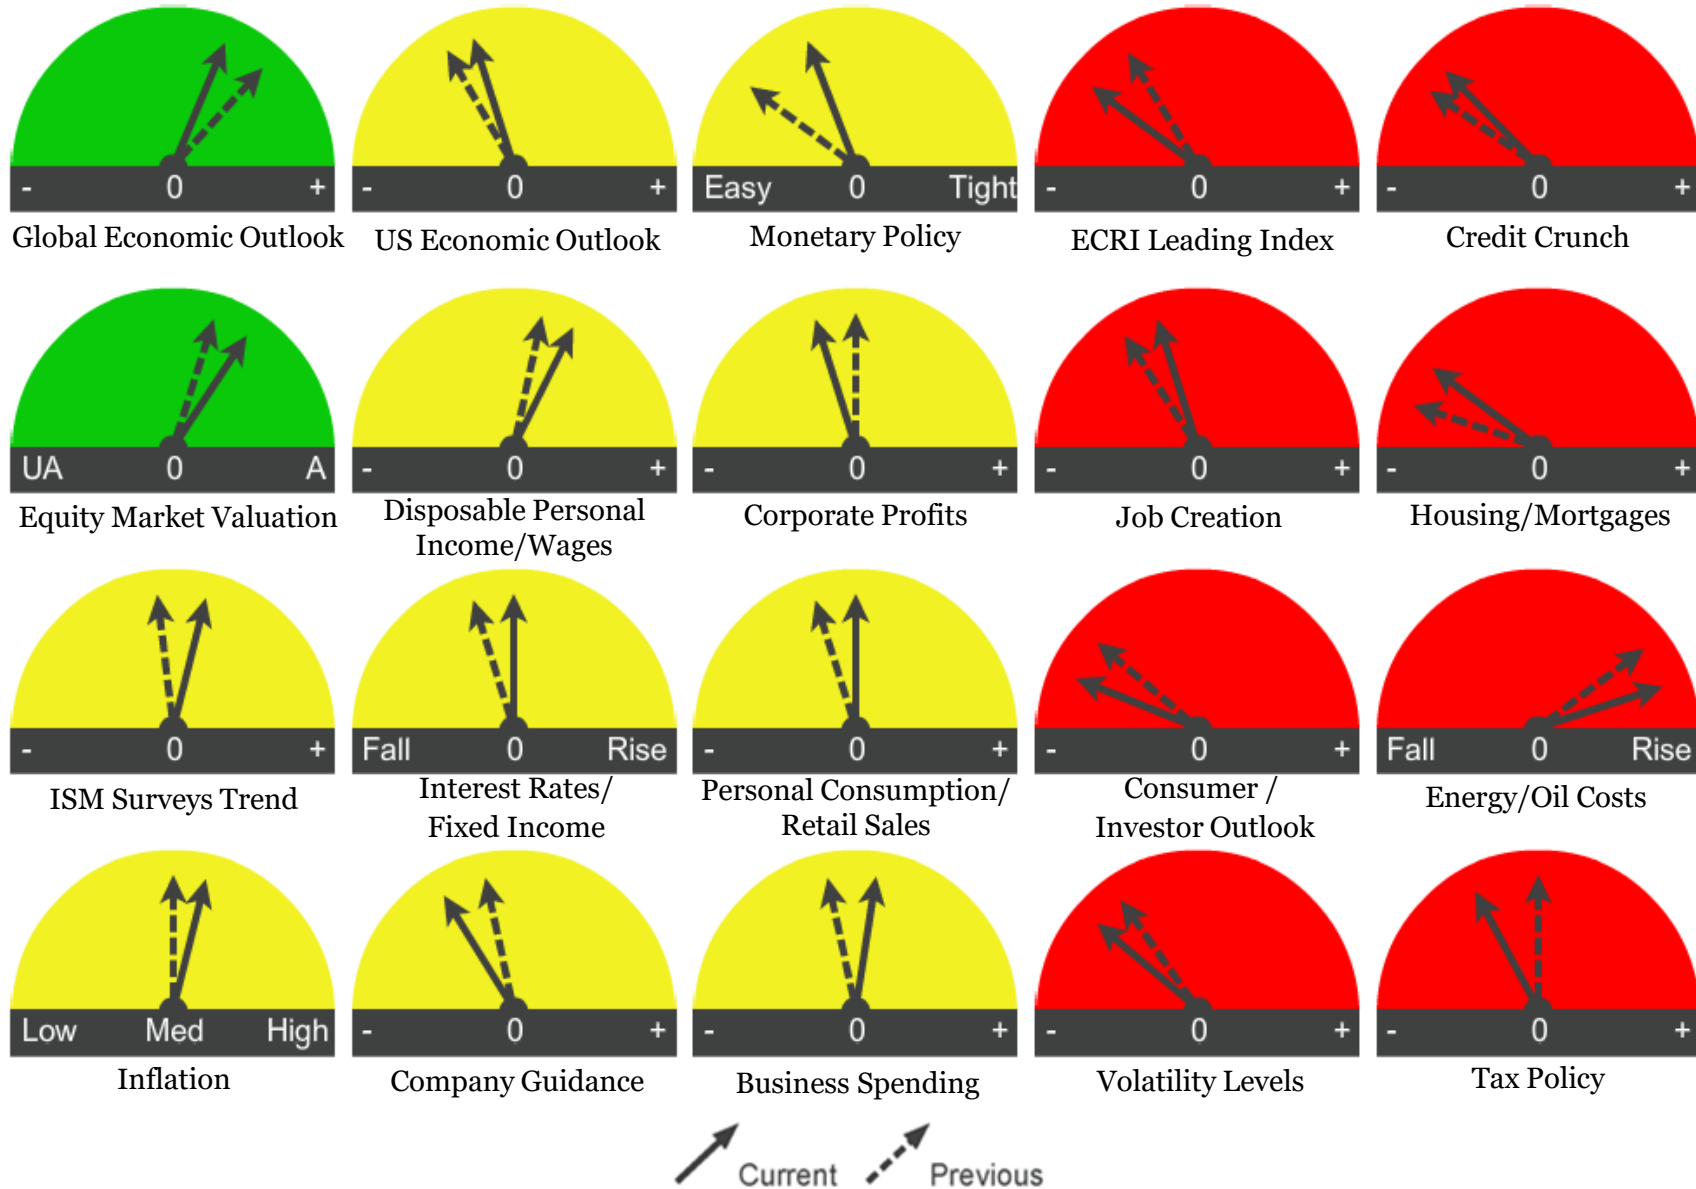 - 0 +
Global Economic Outlook
- 0 +
US Economic Outlook
Easy 0 Tight
Monetary Policy
- 0 +
ECRI Leading Index
- 0 +
Credit Crunch
UA 0 A
Equity Market Valuation
- 0 +
Disposable Personal
Income/Wages
- 0 +
Corporate Profits
- 0 +
Job Creation
- 0 +
Housing/Mortgages
- 0 +
ISM Surveys Trend
Fall 0 Rise
Interest Rates/
Fixed Income
- 0 +
Personal Consumption/
Retail Sales
- 0 +
Consumer /
Investor Outlook
Fall 0 Rise
Energy/Oil Costs
Low Med High
Inflation
- 0 +
Company Guidance
- 0 +
Business Spending
- 0 +
Volatility Levels
- 0 +
Tax Policy
Current
Previous